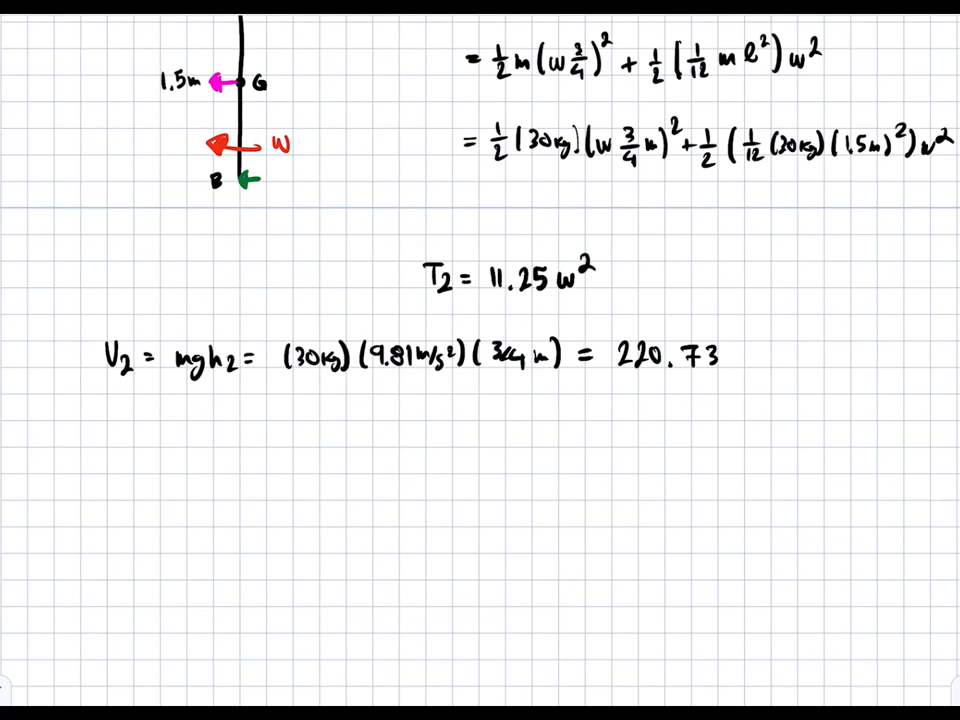 = 1/2 m (w 3/4)² + 1/2 (1/12 m l²) w²
1.5m G
= 1/2 (30kg) (w 3/4 m)² + 1/2 (1/12 (30kg) (1.5m)²) w²
w
B
T₂ = 11.25 w²
V₂ = mgh₂ = (30kg) (9.81m/s²) (3/4 m) = 220.73